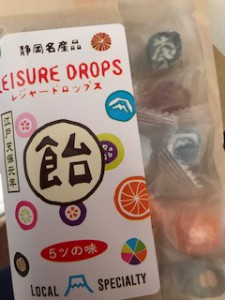 静岡名産品
LEISURE DROPS
レジャードロップス
江戸天保元年
飴
5ツの味
LOCAL SPECIALTY